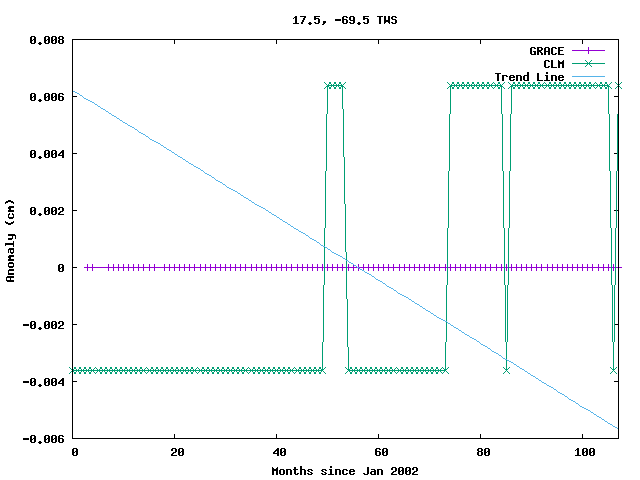 17.5, -69.5 TWS
GRACE
CLM
Trend Line
0.008
0.006
0.004
0.002
0
-0.002
-0.004
-0.006
Anomaly (cm)
0 20 40 60 80 100
Months since Jan 2002